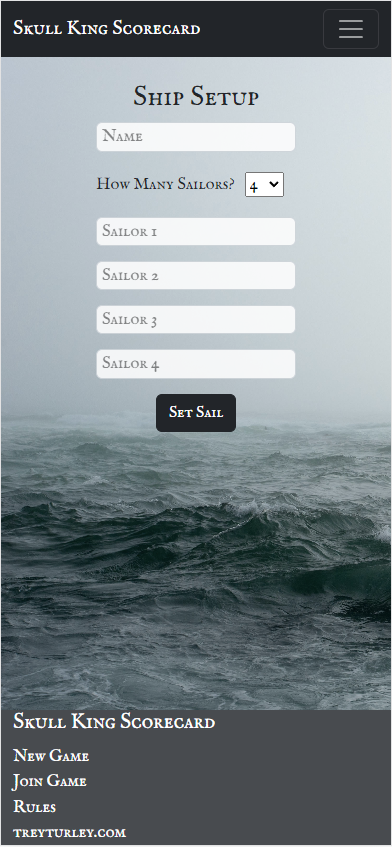 Skull King Scorecard
Ship Setup
Name
How Many Sailors? 4
Sailor 1
Sailor 2
Sailor 3
Sailor 4
Set Sail
Skull King Scorecard
New Game
Join Game
Rules
treyturley.com